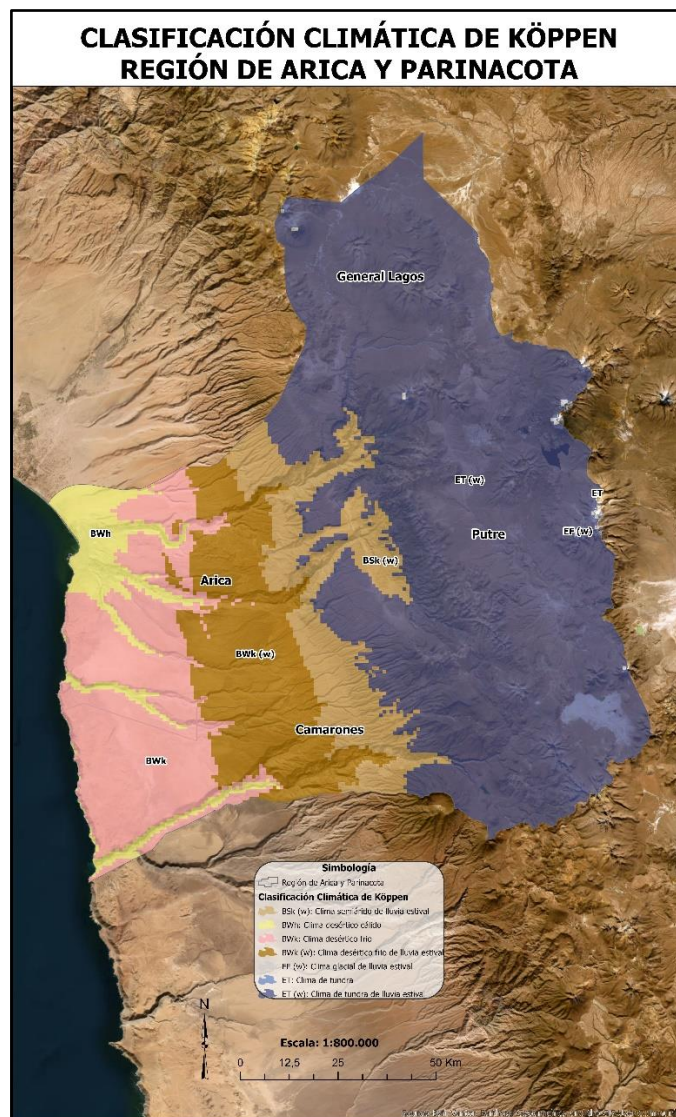 CLASIFICACIÓN CLIMÁTICA DE KÖPPEN
REGIÓN DE ARICA Y PARINACOTA
General Lagos
ET (w)
ET
BWh
EF (w)
Putre
BSk (w)
Arica
BWk (w)
Camarones
BWk
Simbología
Región de Arica y Parinacota
Clasificación Climática de Köppen
BSk (w): Clima semiárido de lluvia estival
BWh: Clima desértico cálido
BWk: Clima desértico frío
BWk (w): Clima desértico frío de lluvia estival
EF (w): Clima glacial de lluvia estival
ET: Clima de tundra
ET (w): Clima de tundra de lluvia estival
N
Escala: 1:800.000
0 12,5 25 50 Km